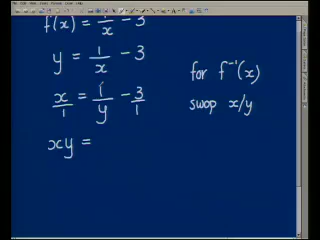 f(x) = 1/x - 3
y = 1/x - 3
x/1 = 1/y - 3/1
xy =
for f⁻¹(x)
swop x/y